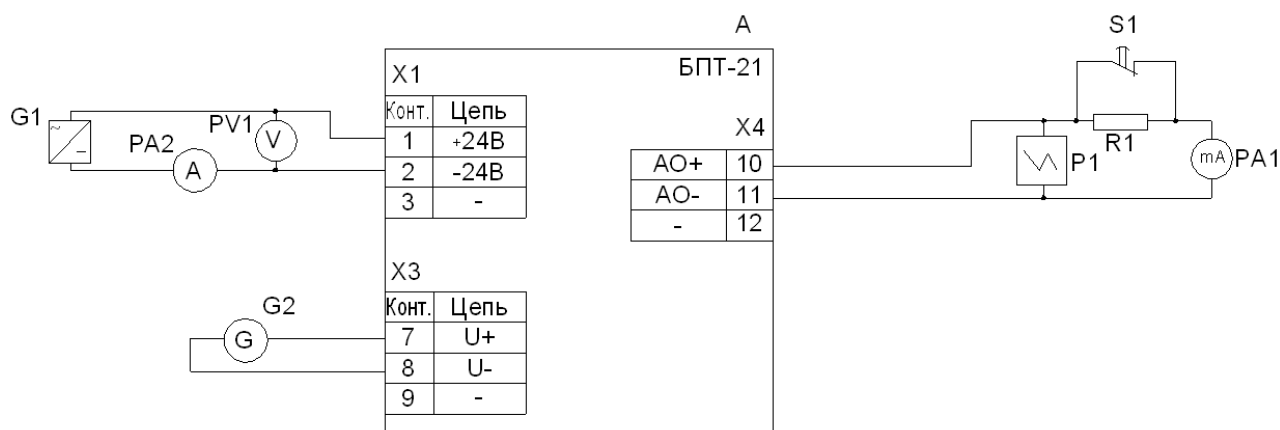 A
S1
БПТ-21
X1
Конт. Цепь
G1
PV1
V
1 +24В
PA2
A
2 -24В
3 -
X4
AO+ 10
AO- 11
- 12
P1
R1
mA PA1
X3
Конт. Цепь
G2
G
7 U+
8 U-
9 -